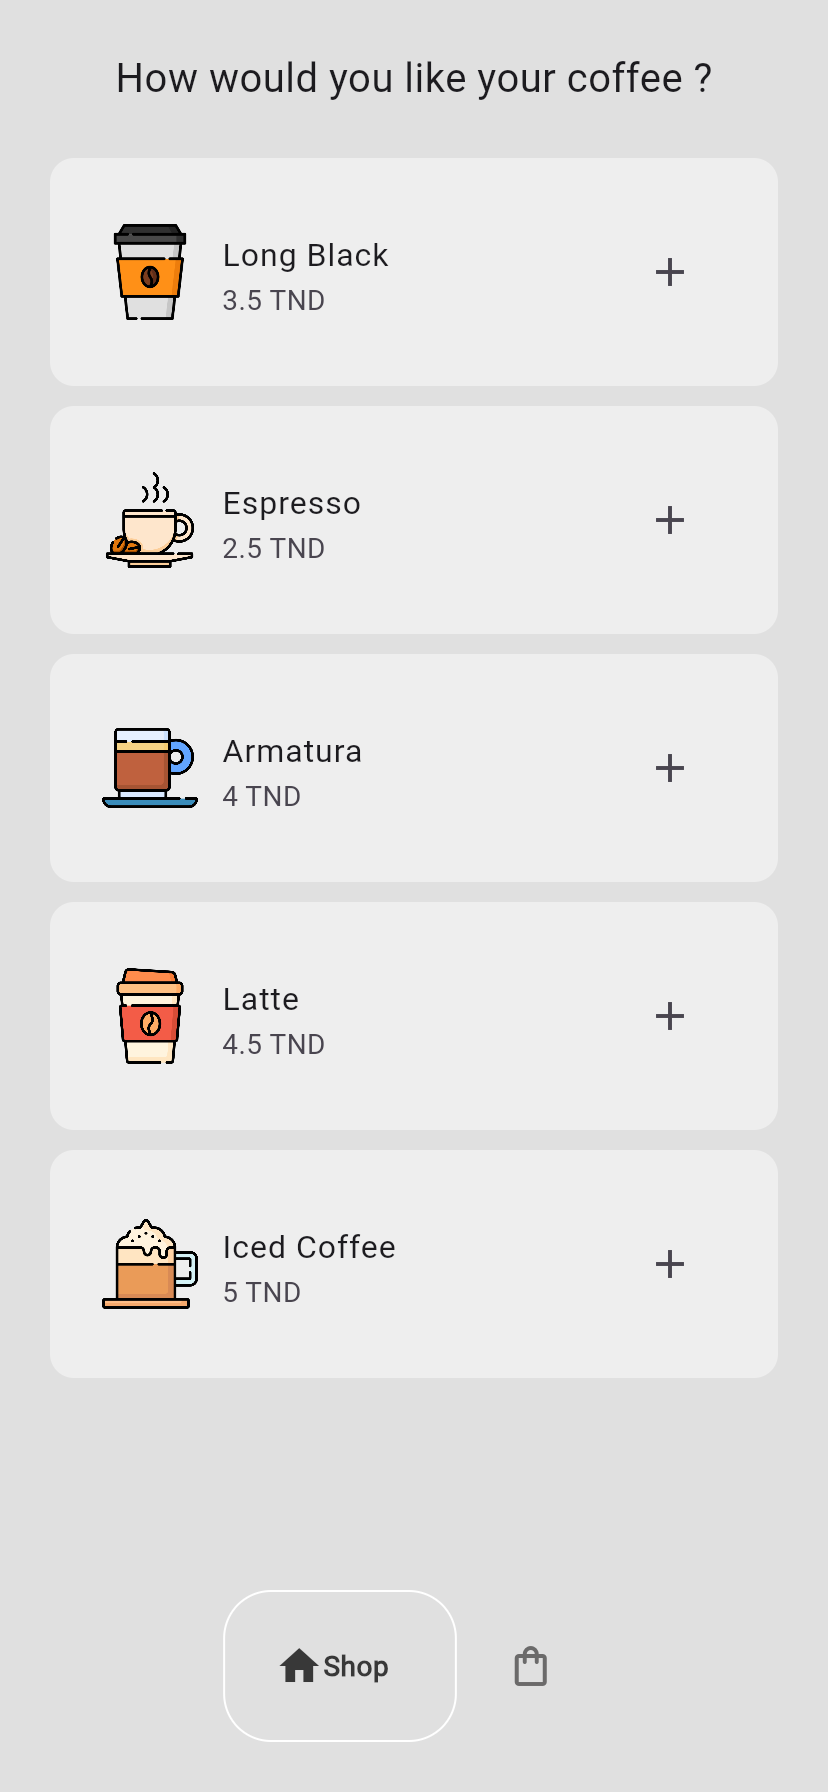 How would you like your coffee ?
Long Black
3.5 TND
Espresso
2.5 TND
Armatura
4 TND
Latte
4.5 TND
Iced Coffee
5 TND
Shop